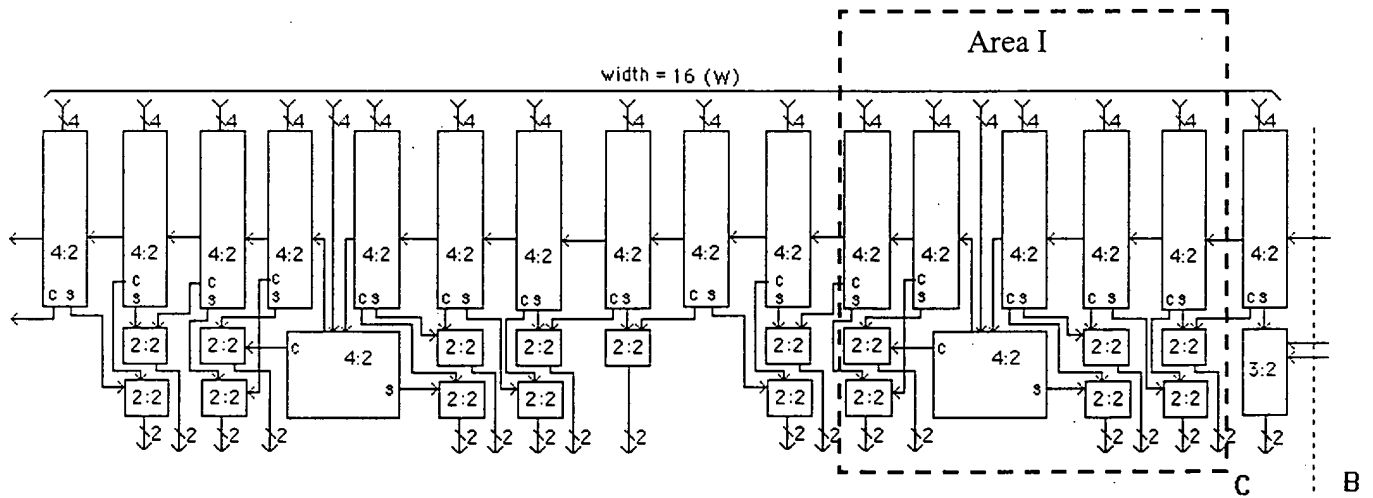 Area I
width = 16 (W)
4 4 4 4 4 4 4 4 4 4 4 4 4 4 4 4 4 4
4:2 4:2 4:2 4:2 4:2 4:2 4:2 4:2 4:2 4:2 4:2 4:2 4:2 4:2 4:2 4:2
C C C C C C
C S S S S C S C S C S C S C S S S S C S C S C S C S
2:2 2:2 C 4:2 2:2 2:2 2:2 2:2 2:2 C 4:2 2:2 2:2 3:2
2:2 2:2 S 2:2 2:2 2:2 2:2 S 2:2 2:2
2 2 2 2 2 2 2 2 2 2 2 2 2 2 2 2 2 2
C B